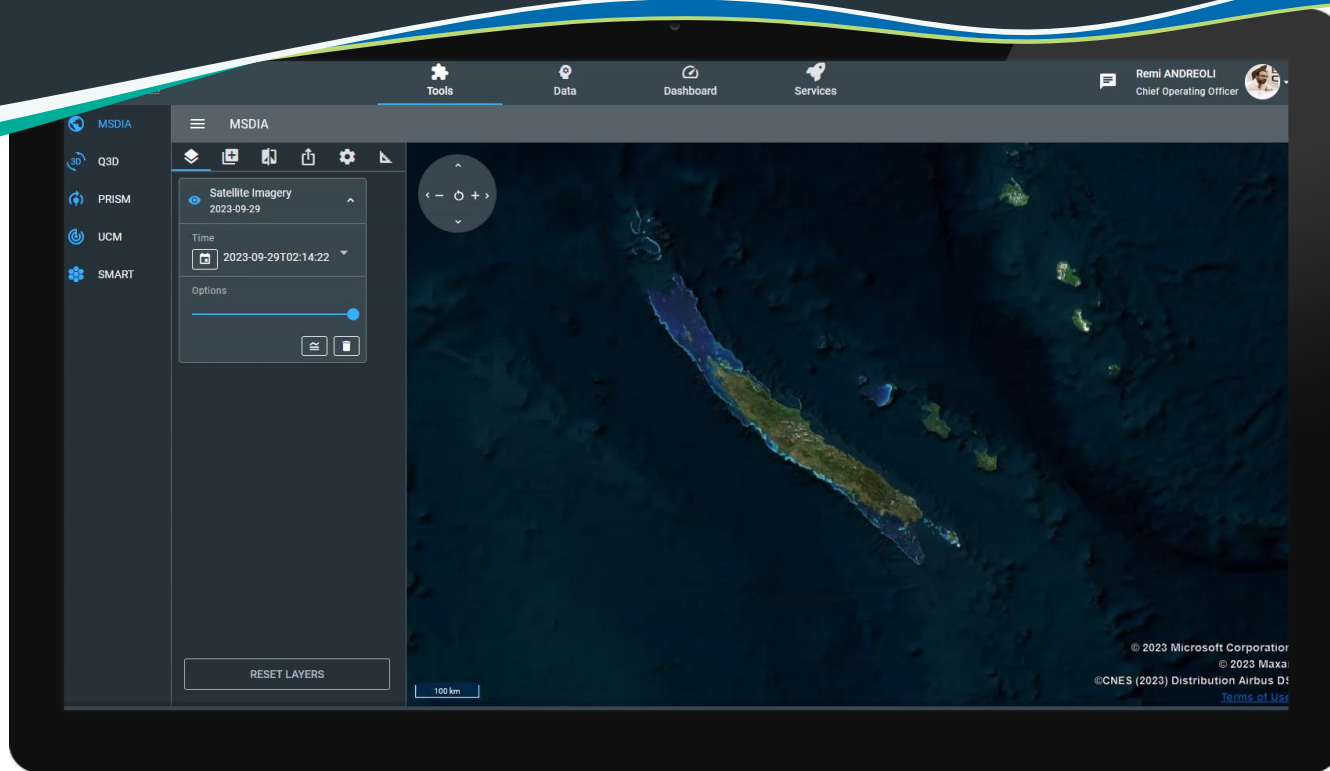 Tools
Data
Dashboard
Services
Remi ANDREOLI
Chief Operating Officer
MSDIA
3D
Q3D
PRISM
UCM
SMART
MSDIA
Satellite Imagery
2023-09-29
Time
2023-09-29T02:14:22
Options
RESET LAYERS
100 km
© 2023 Microsoft Corporation
© 2023 Maxar
©CNES (2023) Distribution Airbus DS
Terms of Use